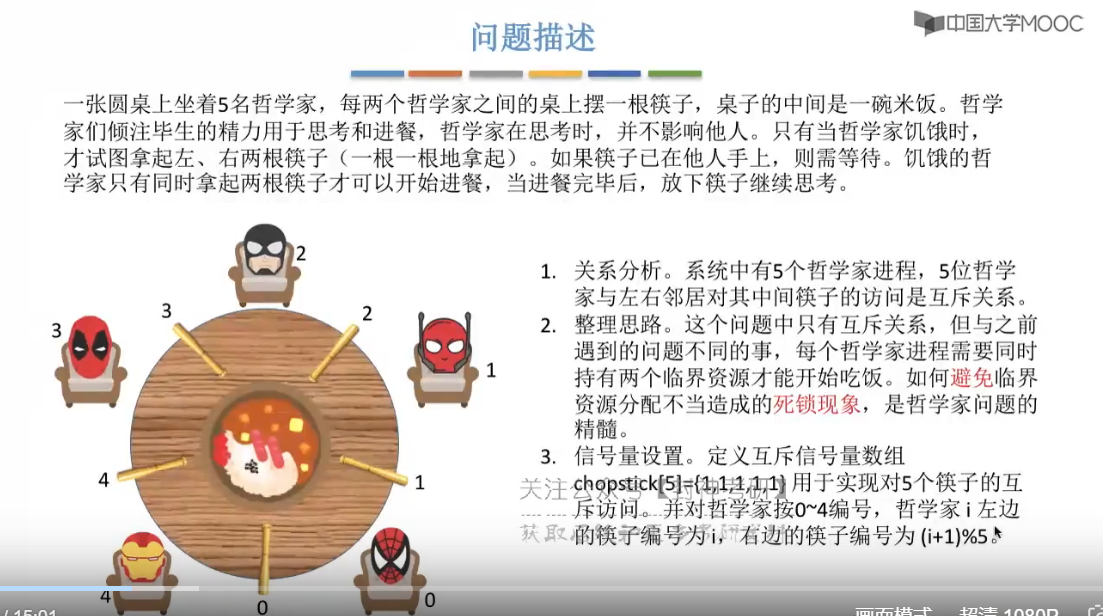 中国大学MOOC
问题描述
一张圆桌上坐着5名哲学家，每两个哲学家之间的桌上摆一根筷子，桌子的中间是一碗米饭。哲学
家们倾注毕生的精力用于思考和进餐，哲学家在思考时，并不影响他人。只有当哲学家饥饿时，
才试图拿起左、右两根筷子（一根一根地拿起）。如果筷子已在他人手上，则需等待。饥饿的哲
学家只有同时拿起两根筷子才可以开始进餐，当进餐完毕后，放下筷子继续思考。
2
3
2
3
1
4
1
4
0
0
1. 关系分析。系统中有5个哲学家进程，5位哲学
家与左右邻居对其中间筷子的访问是互斥关系。
2. 整理思路。这个问题中只有互斥关系，但与之前
遇到的问题不同的事，每个哲学家进程需要同时
持有两个临界资源才能开始吃饭。如何避免临界
资源分配不当造成的死锁现象，是哲学家问题的
精髓。
3. 信号量设置。定义互斥信号量数组
chopstick[5]={1,1,1,1,1} 用于实现对5个筷子的互
斥访问。并对哲学家按0~4编号，哲学家 i 左边
的筷子编号为 i，右边的筷子编号为 (i+1)%5。
/ 15:01
画面模式
超清 1080P